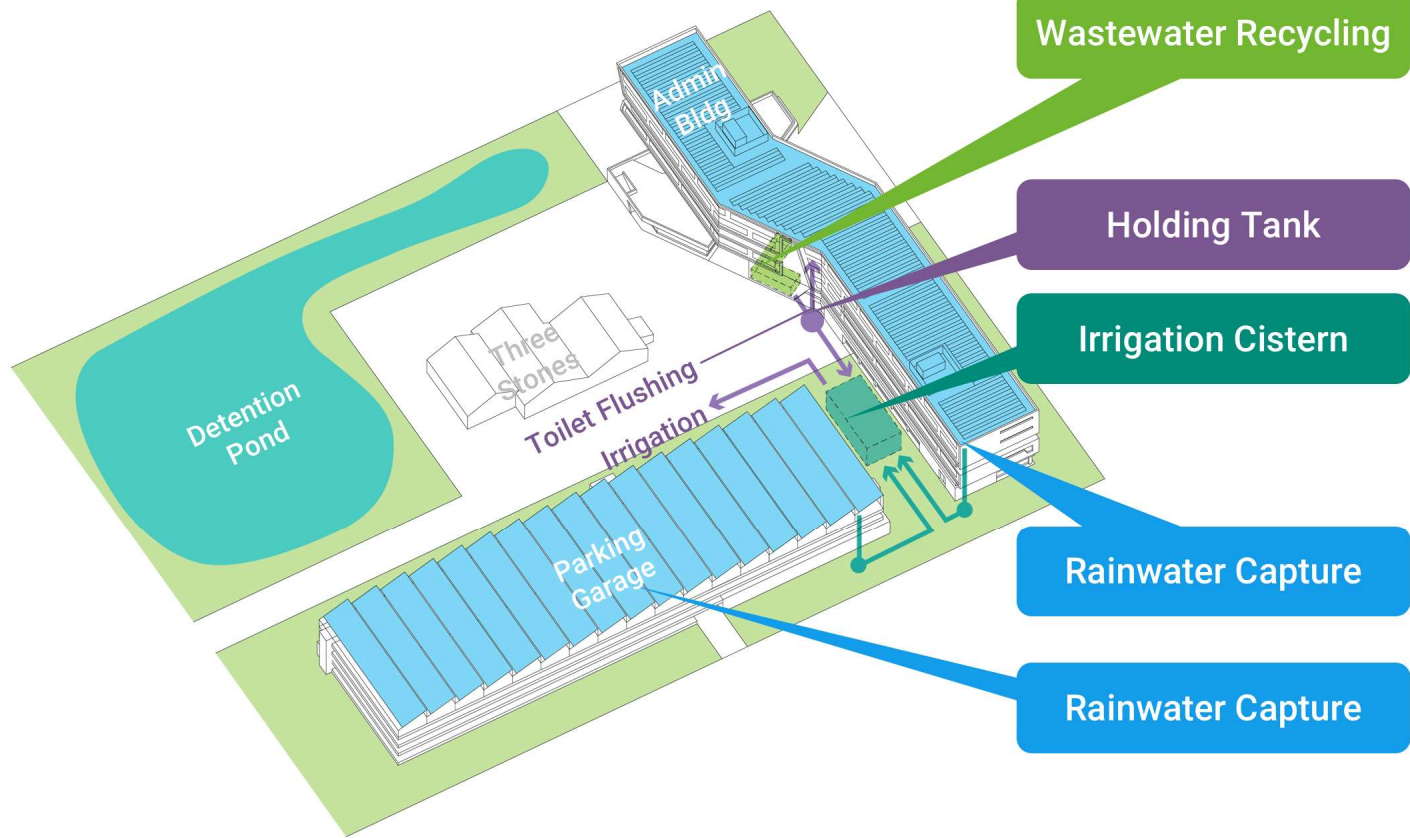 Wastewater Recycling
Admin
Bldg
Holding Tank
Irrigation Cistern
Three
Stones
Toilet Flushing
Irrigation
Detention
Pond
Parking
Garage
Rainwater Capture
Rainwater Capture